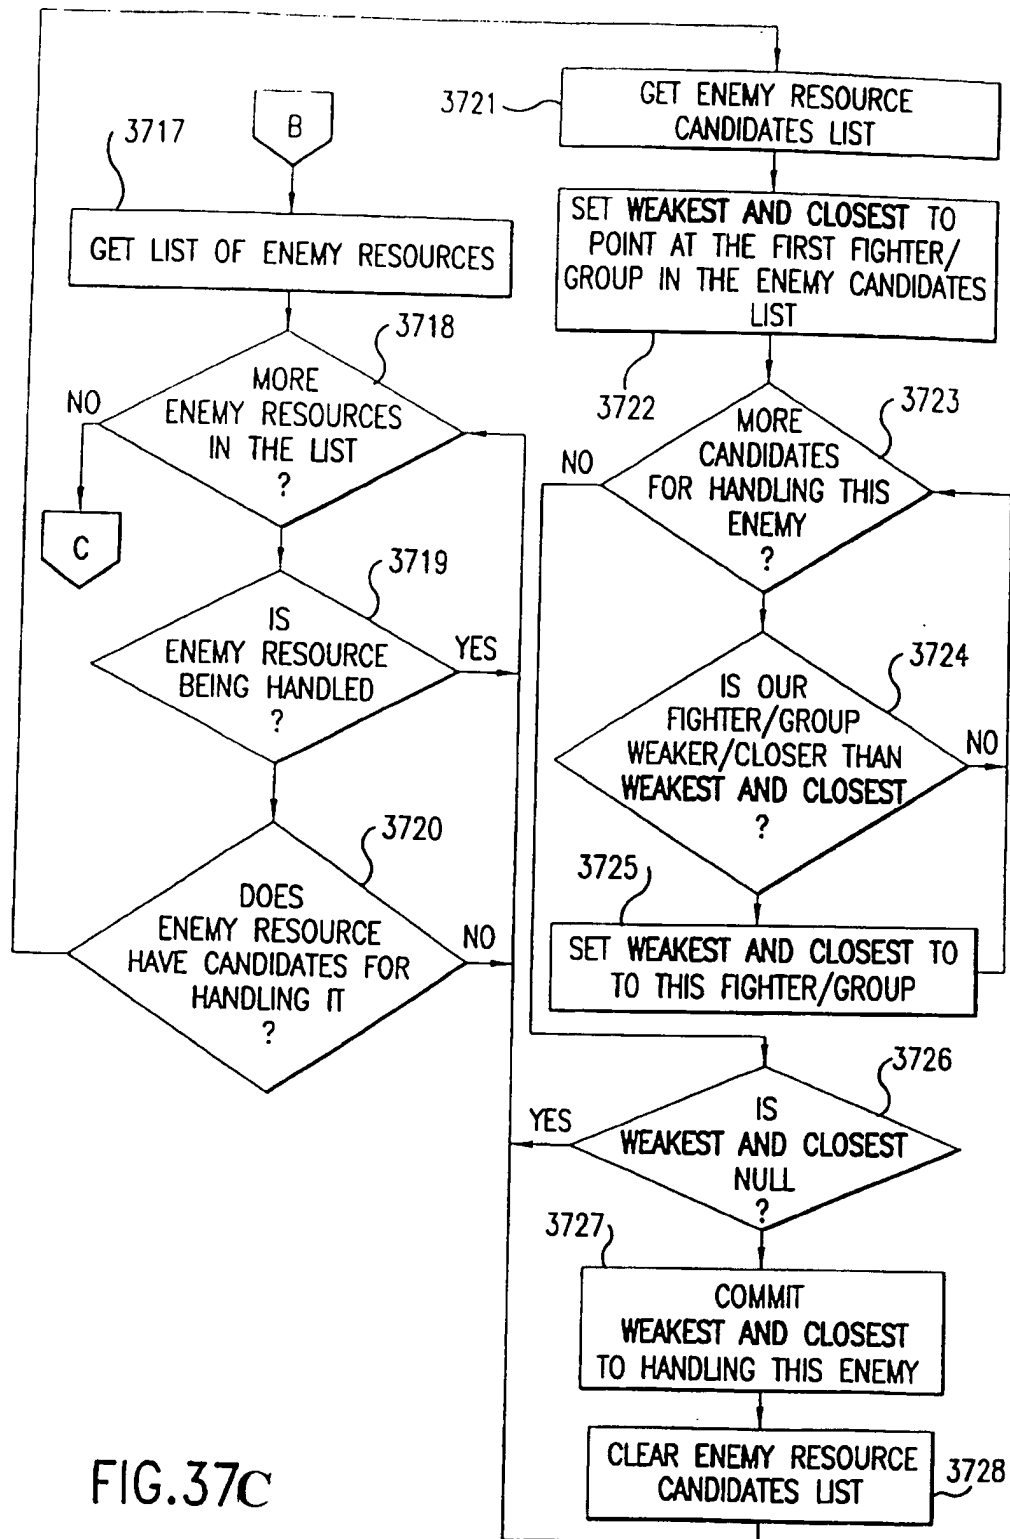 B
3717
GET LIST OF ENEMY RESOURCES
3718
MORE
ENEMY RESOURCES
IN THE LIST
?
NO
C
3719
IS
ENEMY RESOURCE
BEING HANDLED
?
YES
3720
DOES
ENEMY RESOURCE
HAVE CANDIDATES FOR
HANDLING IT
?
NO
3721
GET ENEMY RESOURCE
CANDIDATES LIST
SET WEAKEST AND CLOSEST TO
POINT AT THE FIRST FIGHTER/
GROUP IN THE ENEMY CANDIDATES
LIST
3722
3723
MORE
CANDIDATES
FOR HANDLING THIS
ENEMY
?
NO
3724
IS OUR
FIGHTER/GROUP
WEAKER/CLOSER THAN
WEAKEST AND CLOSEST
?
NO
3725
SET WEAKEST AND CLOSEST TO
TO THIS FIGHTER/GROUP
3726
IS
WEAKEST AND CLOSEST
NULL
?
YES
3727
COMMIT
WEAKEST AND CLOSEST
TO HANDLING THIS ENEMY
CLEAR ENEMY RESOURCE
CANDIDATES LIST
3728
FIG.37C